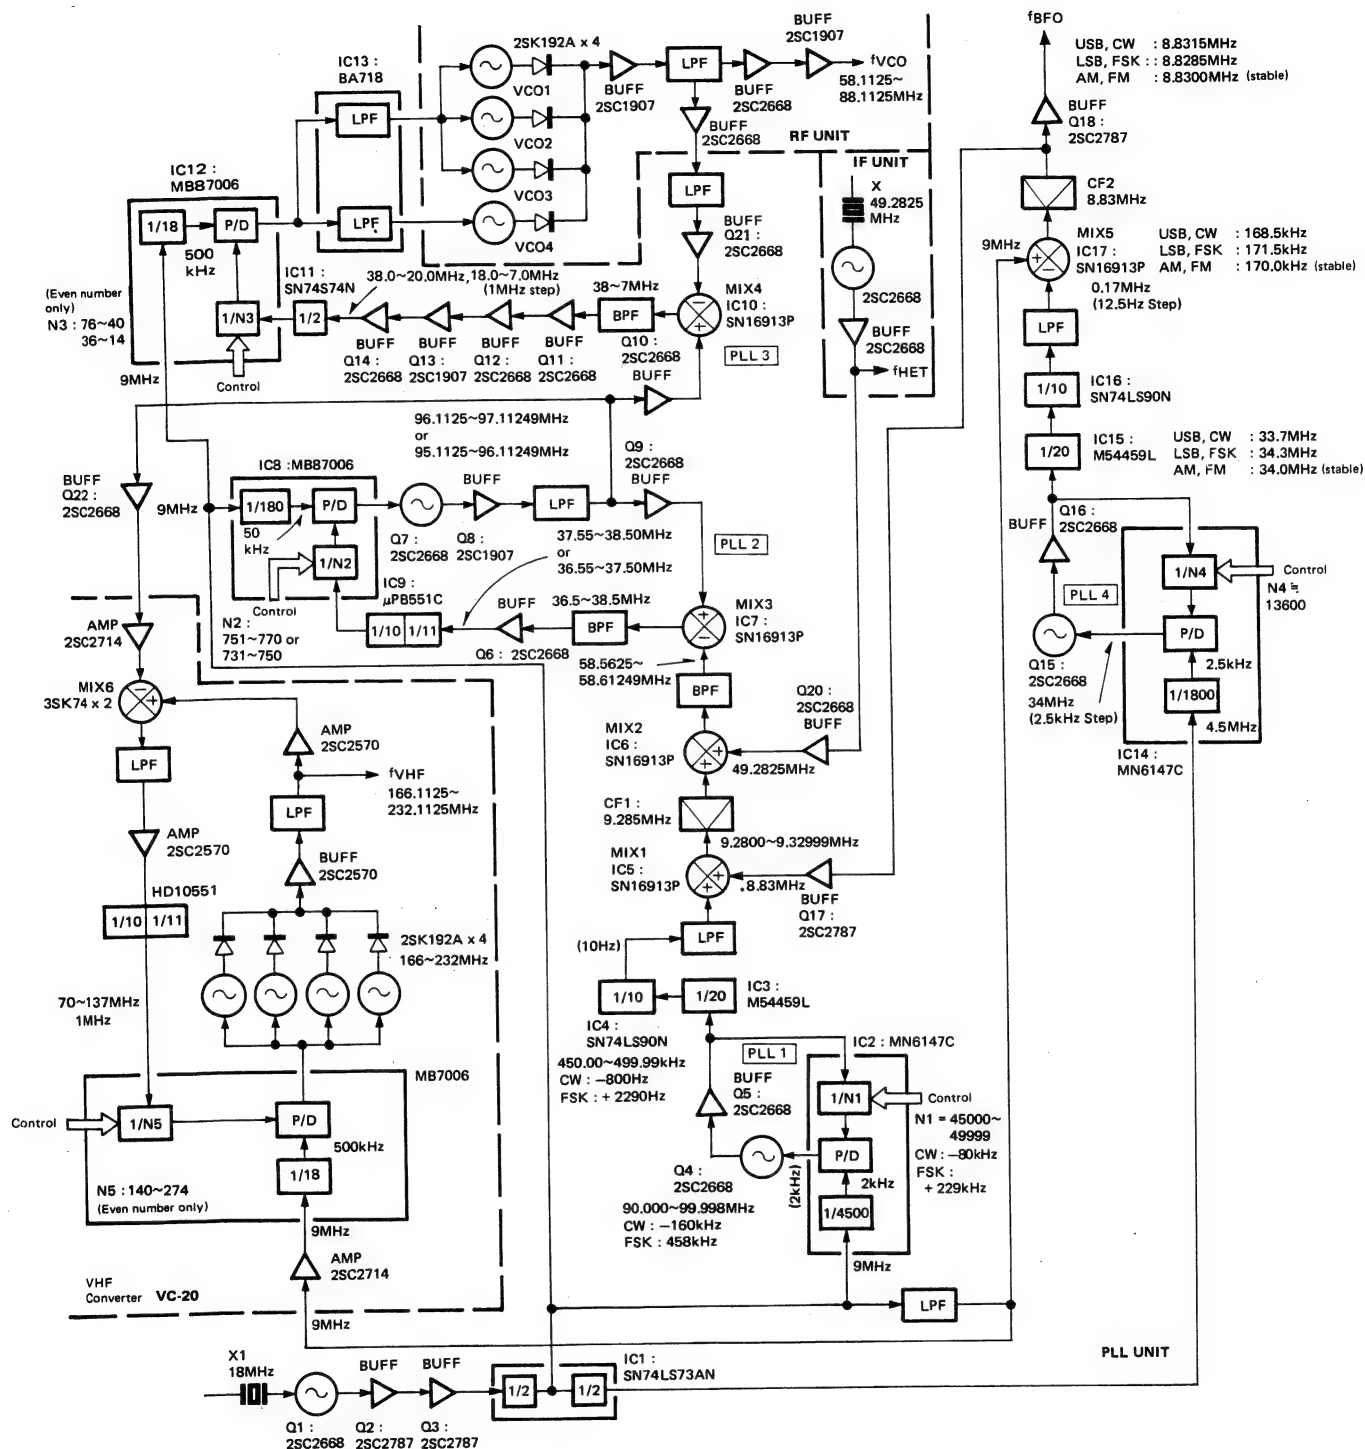 fBFO
USB, CW : 8.8315MHz
LSB, FSK : 8.8285MHz
AM, FM : 8.8300MHz (stable)
BUFF
Q18 :
2SC2787
CF2
8.83MHz
9MHz
MIX5
IC17 :
SN16913P
USB, CW : 168.5kHz
LSB, FSK : 171.5kHz
AM, FM : 170.0kHz (stable)
0.17MHz
(12.5Hz Step)
LPF
1/10
IC16 :
SN74LS90N
1/20
IC15 :
M54459L
USB, CW : 33.7MHz
LSB, FSK : 34.3MHz
AM, FM : 34.0MHz (stable)
Q16 :
2SC2668
BUFF
PLL 4
1/N4
Control
N4 ≒
13600
P/D
2.5kHz
1/1800
4.5MHz
Q15 :
2SC2668
34MHz
(2.5kHz Step)
IC14 :
MN6147C
IC13 :
BA718
LPF
LPF
2SK192A x 4
VCO1
VCO2
VCO3
VCO4
BUFF
2SC1907
LPF
BUFF
2SC2668
BUFF
2SC1907
fVCO
58.1125~
88.1125MHz
BUFF
2SC2668
RF UNIT
IF UNIT
X
49.2825
MHz
2SC2668
BUFF
2SC2668
fHET
IC12 :
MB87006
1/18
P/D
500
kHz
(Even number
only)
N3 : 76~40
36~14
1/N3
Control
9MHz
IC11 :
SN74S74N
1/2
38.0~20.0MHz, 18.0~7.0MHz
(1MHz step)
BUFF
Q14 :
2SC2668
BUFF
Q13 :
2SC1907
BUFF
Q12 :
2SC2668
BUFF
Q11 :
2SC2668
38~7MHz
BPF
LPF
BUFF
Q21 :
2SC2668
MIX4
IC10 :
SN16913P
PLL 3
Q10 :
2SC2668
BUFF
96.1125~97.11249MHz
or
95.1125~96.11249MHz
BUFF
Q22 :
2SC2668
9MHz
IC8 : MB87006
1/180
P/D
50
kHz
1/N2
Control
N2 :
751~770 or
731~750
Q7 :
2SC2668
BUFF
Q8 :
2SC1907
LPF
Q9 :
2SC2668
BUFF
PLL 2
37.55~38.50MHz
or
36.55~37.50MHz
IC9 :
μPB551C
1/10
1/11
BUFF
Q6 : 2SC2668
36.5~38.5MHz
BPF
MIX3
IC7 :
SN16913P
58.5625~
58.61249MHz
BPF
MIX2
IC6 :
SN16913P
49.2825MHz
Q20 :
2SC2668
BUFF
CF1 :
9.285MHz
9.2800~9.32999MHz
MIX1
IC5 :
SN16913P
8.83MHz
BUFF
Q17 :
2SC2787
(10Hz)
LPF
1/10
1/20
IC3 :
M54459L
IC4 :
SN74LS90N
450.00~499.99kHz
CW : −800Hz
FSK : + 2290Hz
PLL 1
BUFF
Q5 :
2SC2668
IC2 : MN6147C
1/N1
Control
N1 = 45000~
49999
CW : −80kHz
FSK :
+ 229kHz
P/D
(2kHz)
2kHz
1/4500
9MHz
Q4 :
2SC2668
90.000~99.998MHz
CW : −160kHz
FSK : 458kHz
LPF
AMP
2SC2714
MIX6
3SK74 x 2
LPF
AMP
2SC2570
HD10551
1/10
1/11
70~137MHz
1MHz
AMP
2SC2570
fVHF
166.1125~
232.1125MHz
LPF
BUFF
2SC2570
2SK192A x 4
166~232MHz
MB7006
Control
1/N5
P/D
500kHz
1/18
N5 : 140~274
(Even number only)
9MHz
AMP
2SC2714
VHF
Converter VC-20
9MHz
PLL UNIT
X1
18MHz
Q1 :
2SC2668
BUFF
Q2 :
2SC2787
BUFF
Q3 :
2SC2787
1/2
1/2
IC1 :
SN74LS73AN